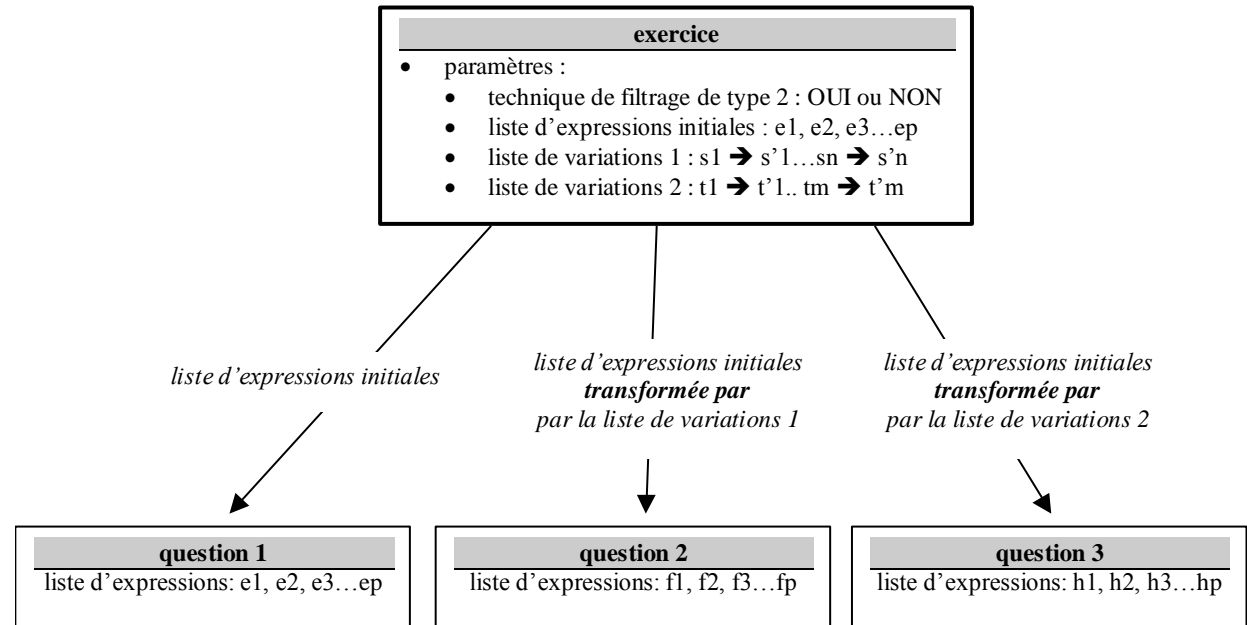 exercice
• paramètres :
• technique de filtrage de type 2 : OUI ou NON
• liste d’expressions initiales : e1, e2, e3…ep
• liste de variations 1 : s1 ➔ s’1…sn ➔ s’n
• liste de variations 2 : t1 ➔ t’1.. tm ➔ t’m
liste d’expressions initiales
liste d’expressions initiales
transformée par
par la liste de variations 1
liste d’expressions initiales
transformée par
par la liste de variations 2
question 1
liste d’expressions: e1, e2, e3…ep
question 2
liste d’expressions: f1, f2, f3…fp
question 3
liste d’expressions: h1, h2, h3…hp